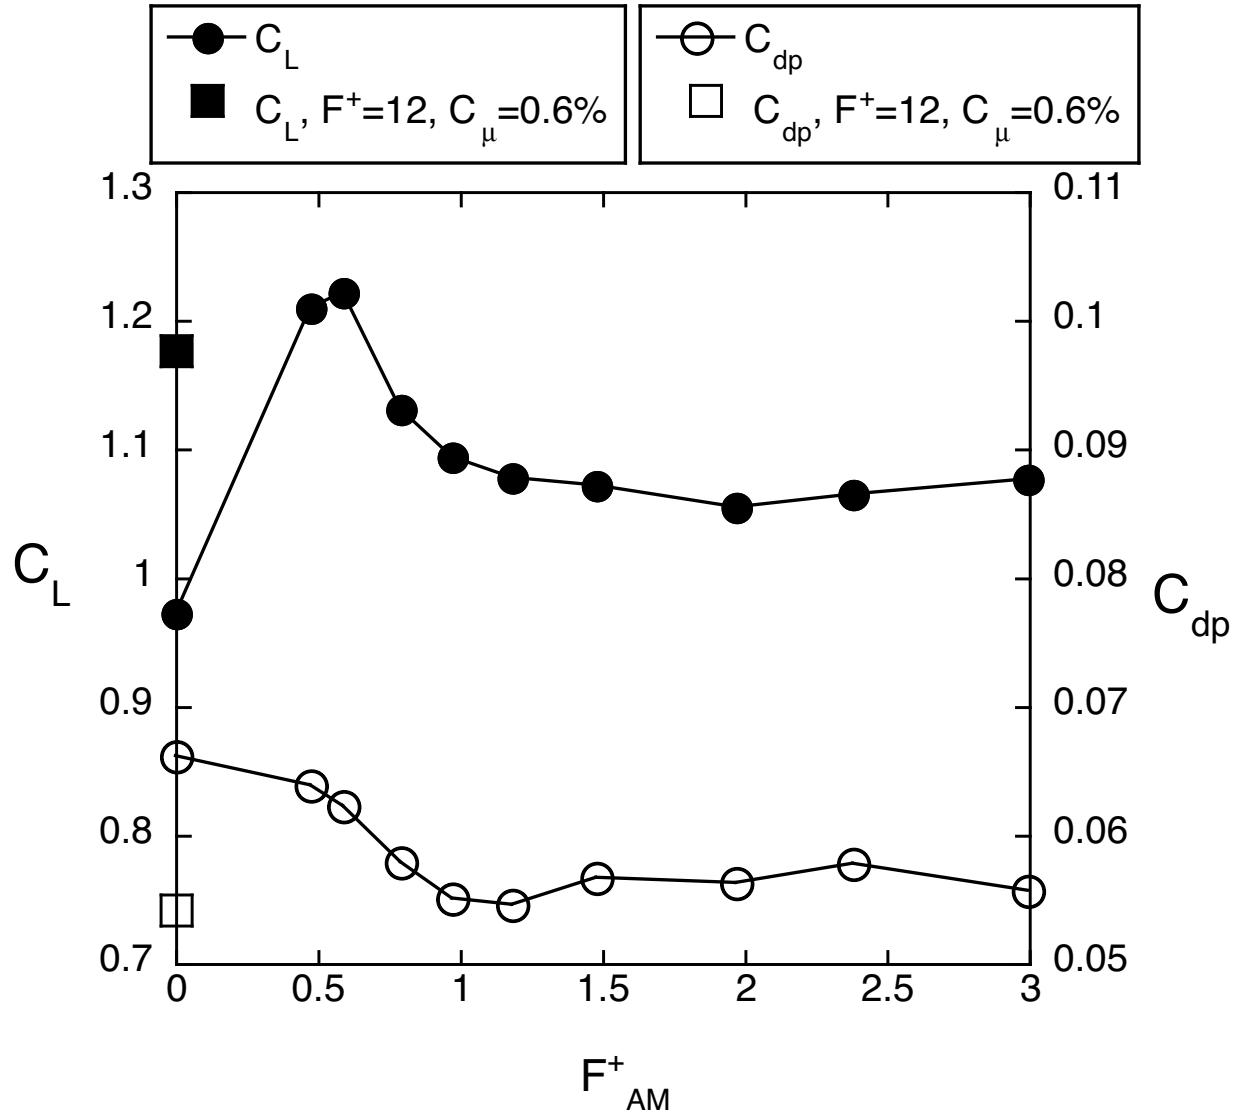 C_L
C_L, F^+=12, C_μ=0.6%
C_dp
C_dp, F^+=12, C_μ=0.6%
1.3
1.2
1.1
1
0.9
0.8
0.7
C_L
0.11
0.1
0.09
0.08
0.07
0.06
0.05
C_dp
0 0.5 1 1.5 2 2.5 3
F^+_AM